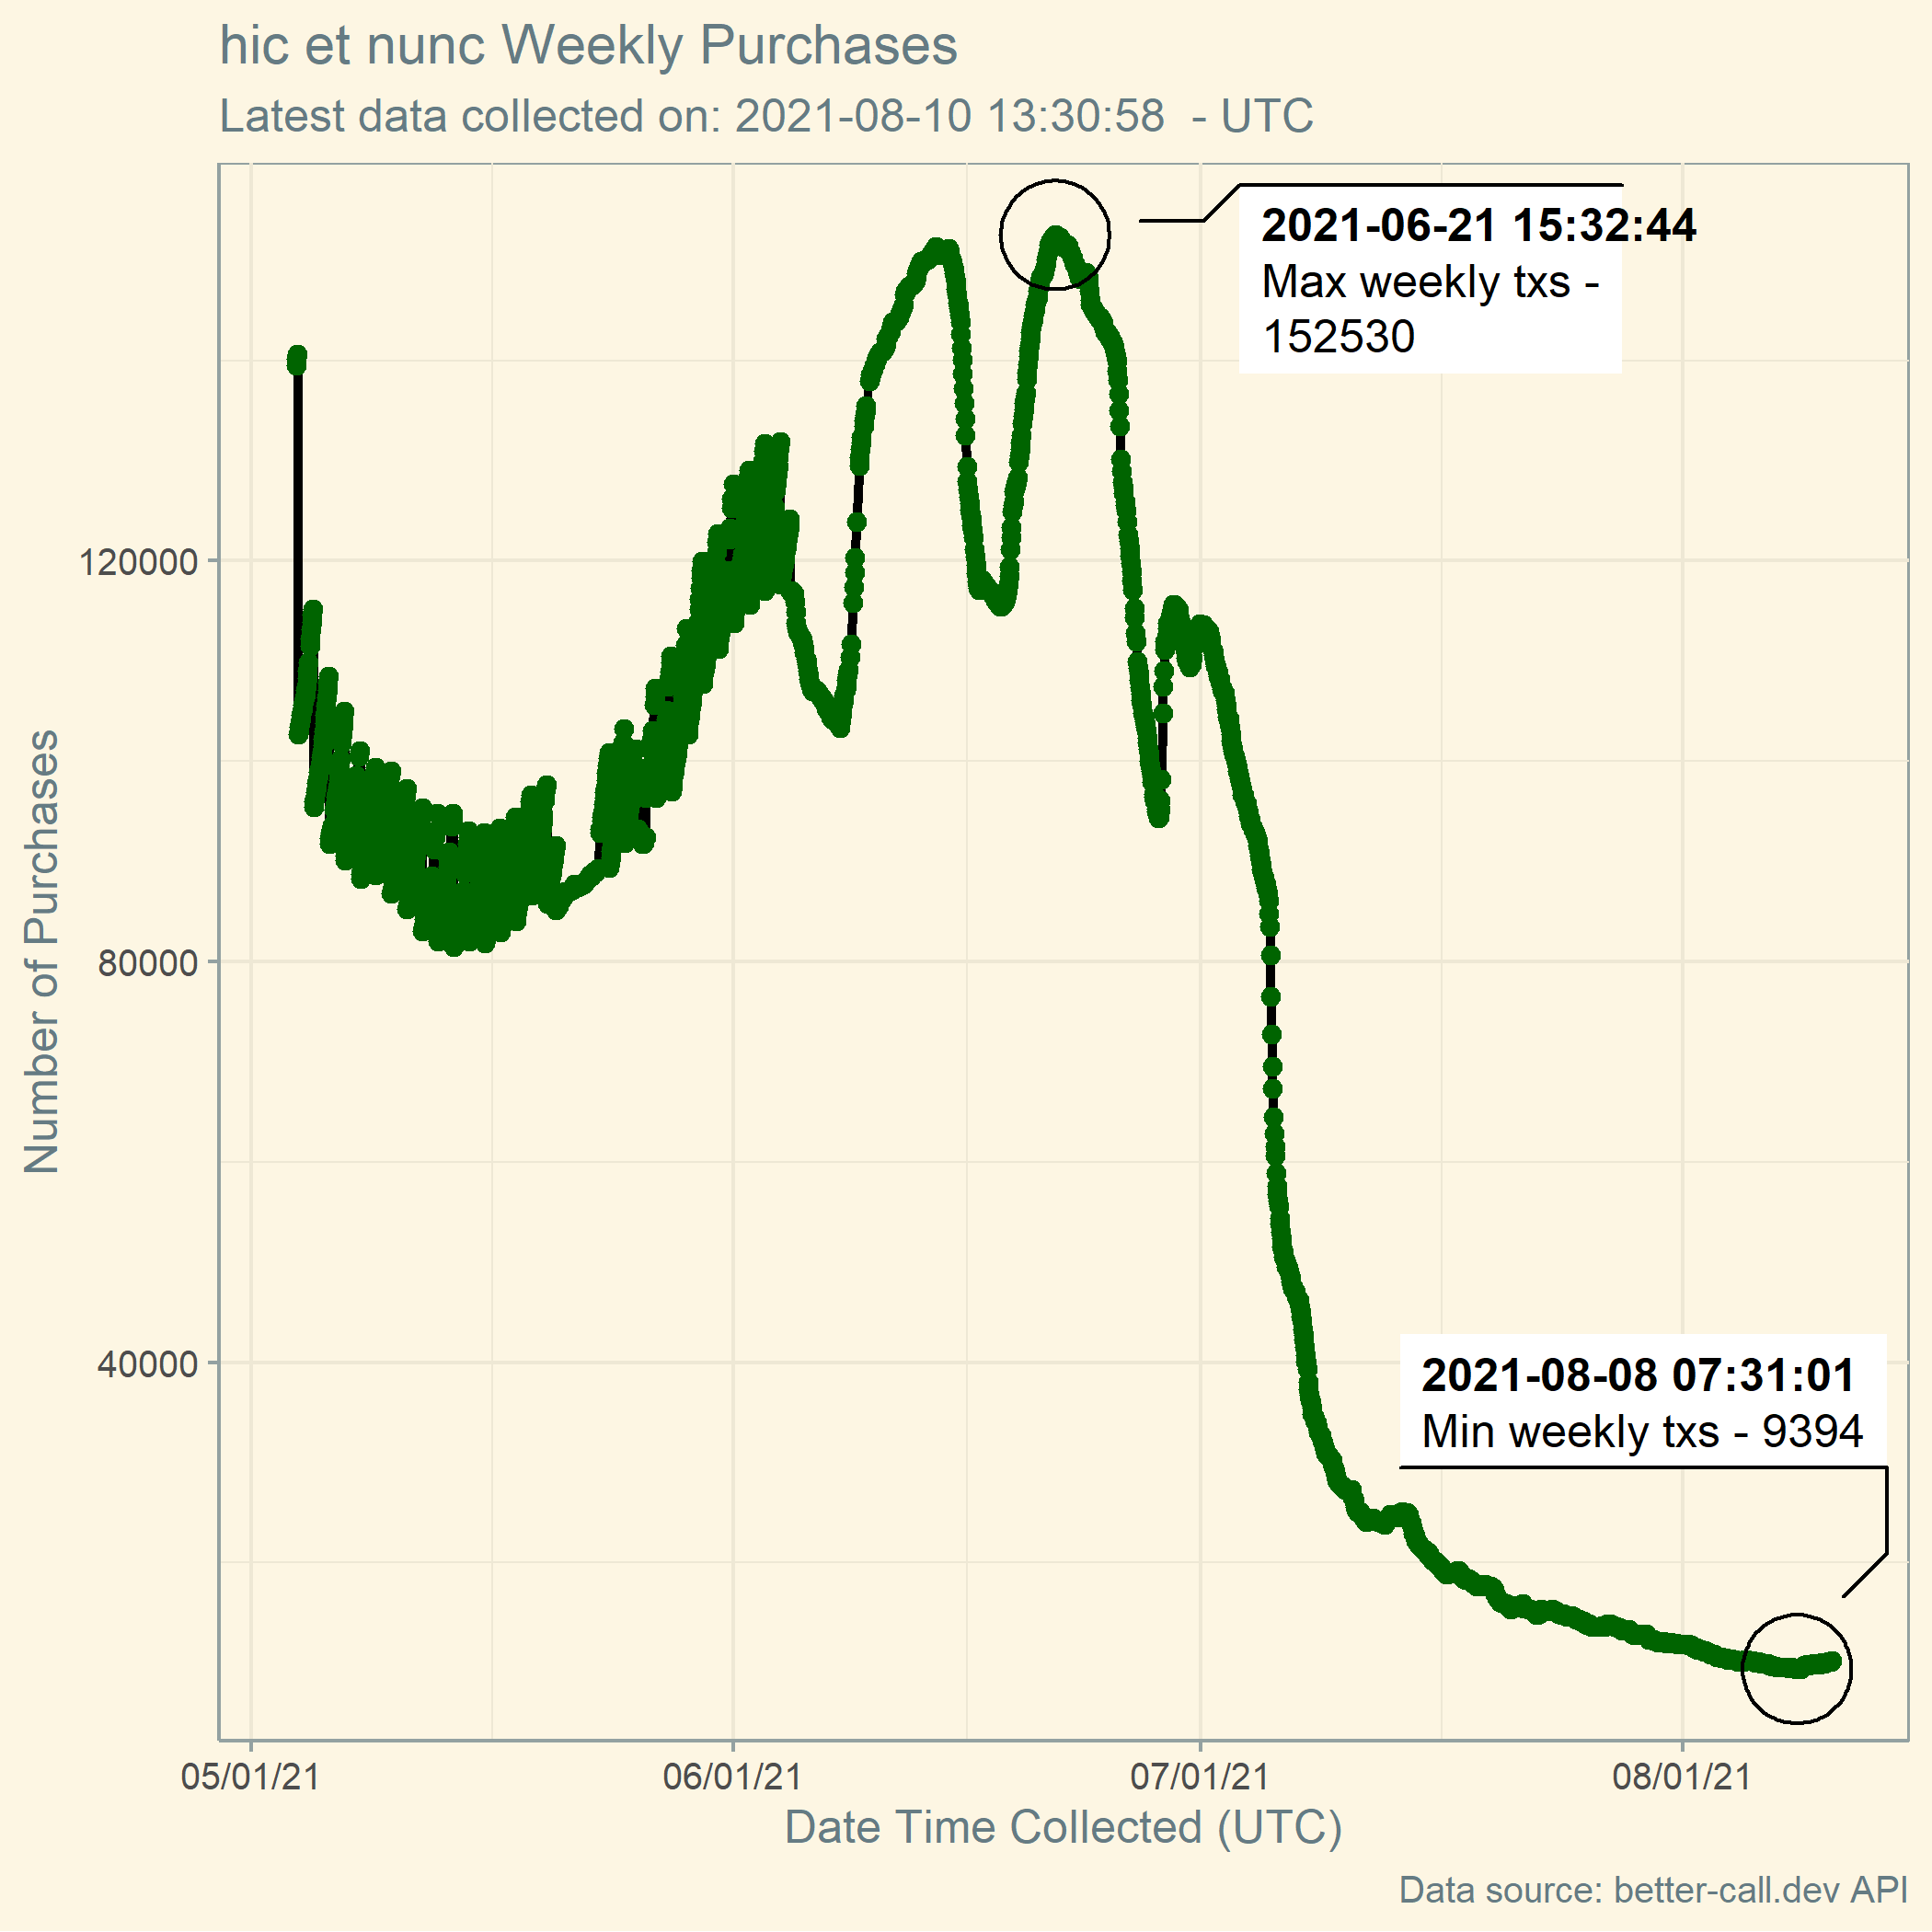 hic et nunc Weekly Purchases
Latest data collected on: 2021-08-10 13:30:58  - UTC
2021-06-21 15:32:44
Max weekly txs -
152530
120000
80000
40000
Number of Purchases
2021-08-08 07:31:01
Min weekly txs - 9394
05/01/21
06/01/21
07/01/21
08/01/21
Date Time Collected (UTC)
Data source: better-call.dev API